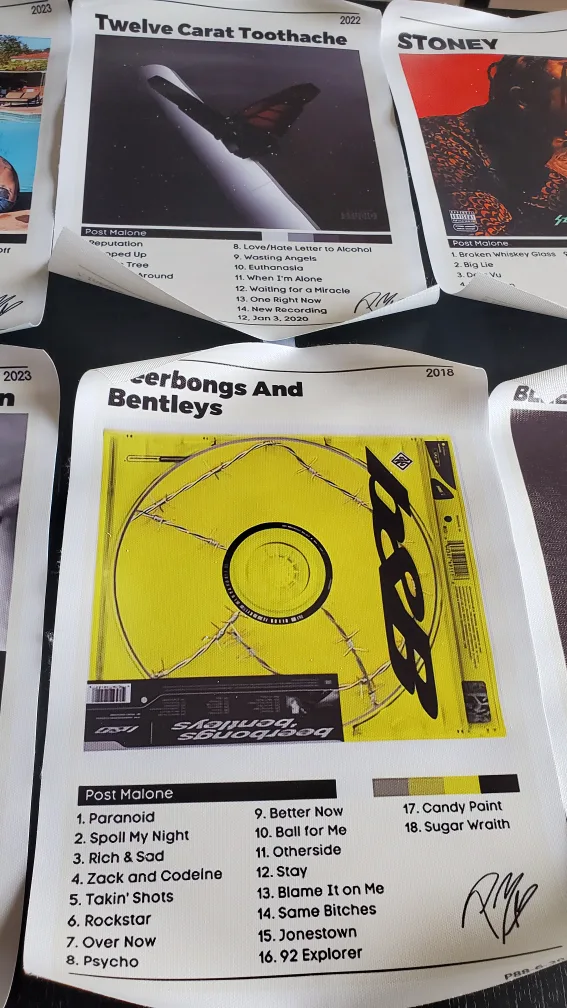 2023
Twelve Carat Toothache
2022
STONEY
Post Malone
Reputation
Tree
8. Love/Hate Letter to Alcohol
9. Wasting Angels
10. Euthanasia
11. When I'm Alone
12. Waiting for a Miracle
13. One Right Now
14. New Recording
12, Jan 3, 2020
Post Malone
1. Broken Whiskey Glass
2. Big Lie
2023
And
Bentleys
2018
beerbongs
bentleys
Post Malone
1. Paranoid
2. Spoil My Night
3. Rich & Sad
4. Zack and Codeine
5. Takin' Shots
6. Rockstar
7. Over Now
8. Psycho
9. Better Now
10. Ball for Me
11. Otherside
12. Stay
13. Blame It on Me
14. Same Bitches
15. Jonestown
16. 92 Explorer
17. Candy Paint
18. Sugar Wraith